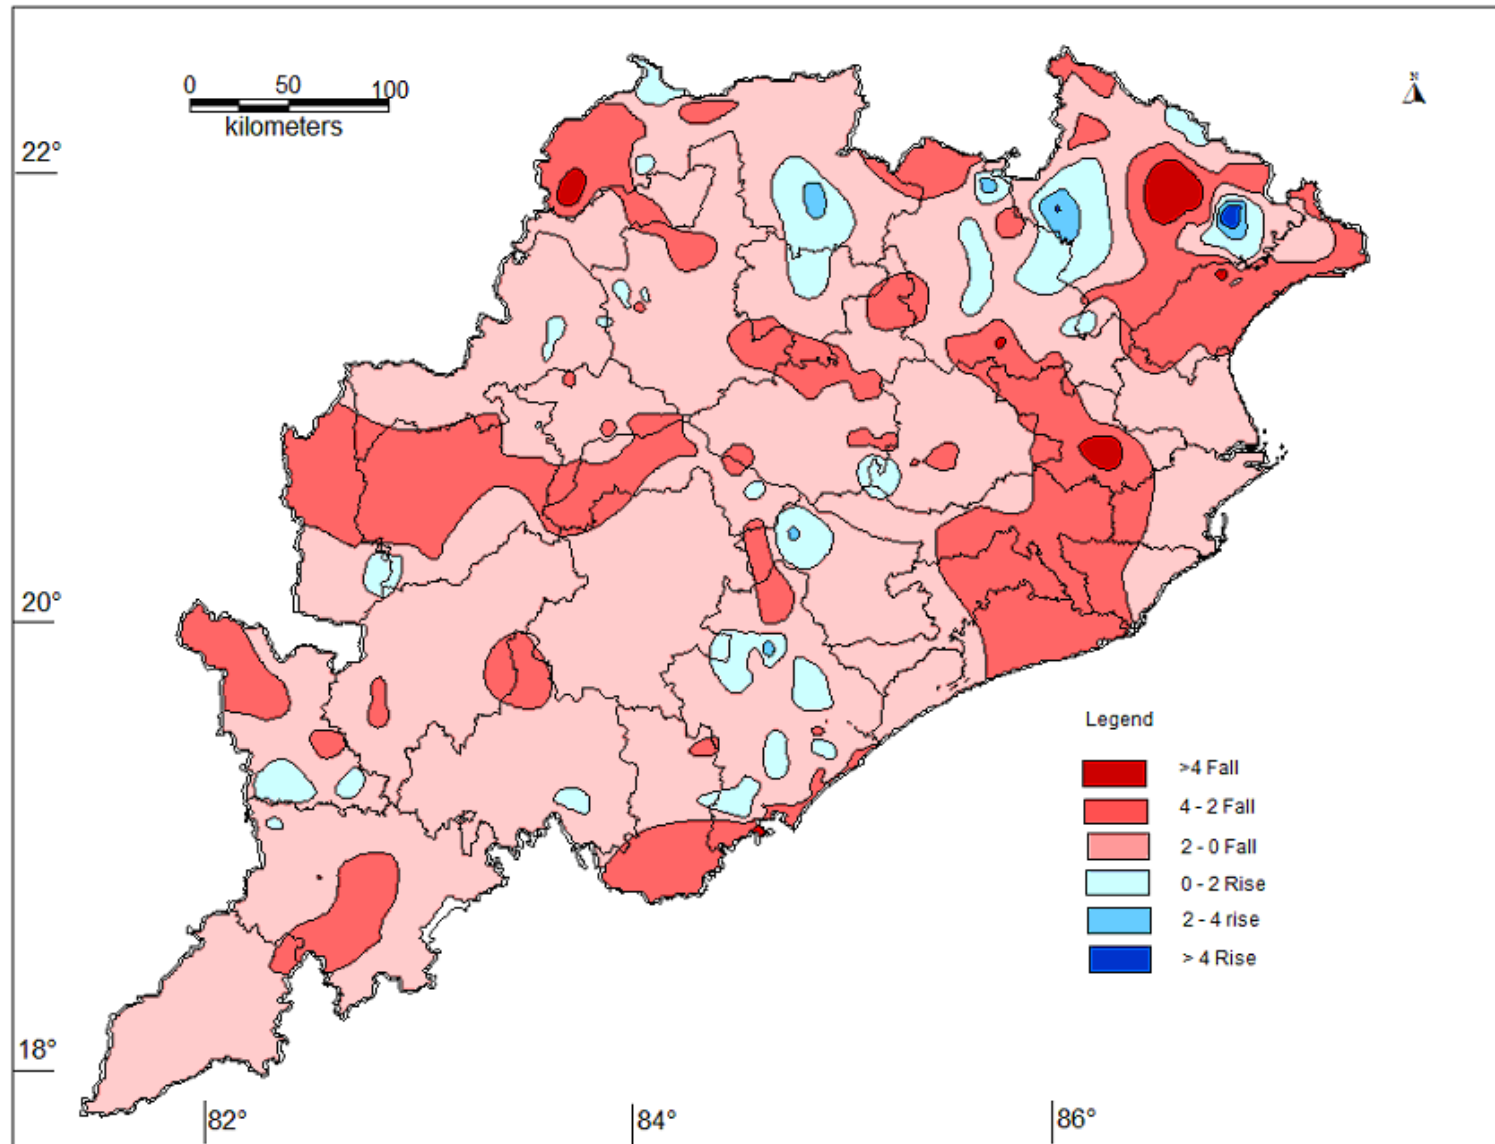 0 50 100
kilometers
N
22°
20°
Legend
>4 Fall
4 - 2 Fall
2 - 0 Fall
0 - 2 Rise
2 - 4 rise
> 4 Rise
18°
82° 84° 86°